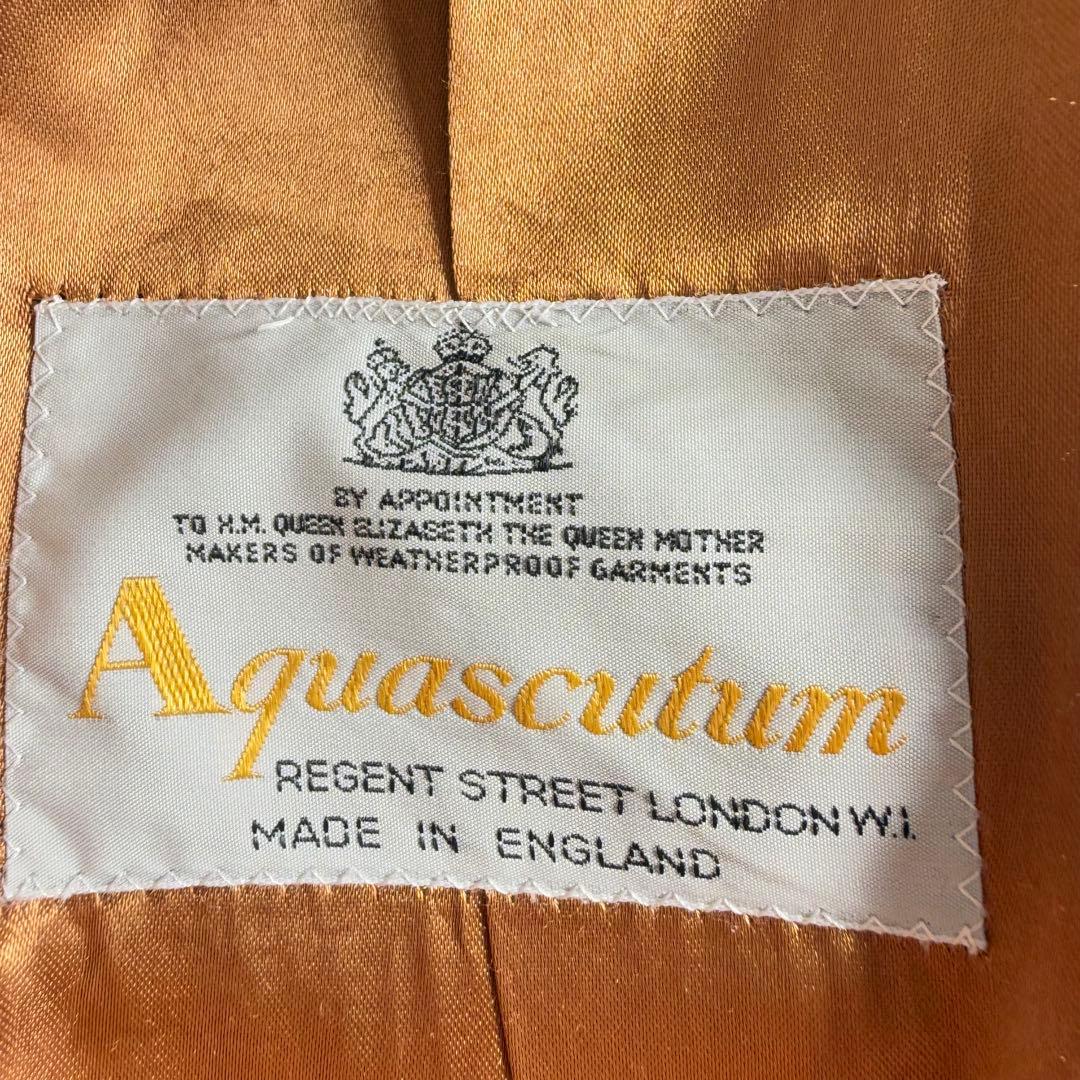 BY APPOINTMENT
TO H.M. QUEEN ELIZABETH THE QUEEN MOTHER
MAKERS OF WEATHERPROOF GARMENTS
Aquascutum
REGENT STREET LONDON W.I.
MADE IN ENGLAND